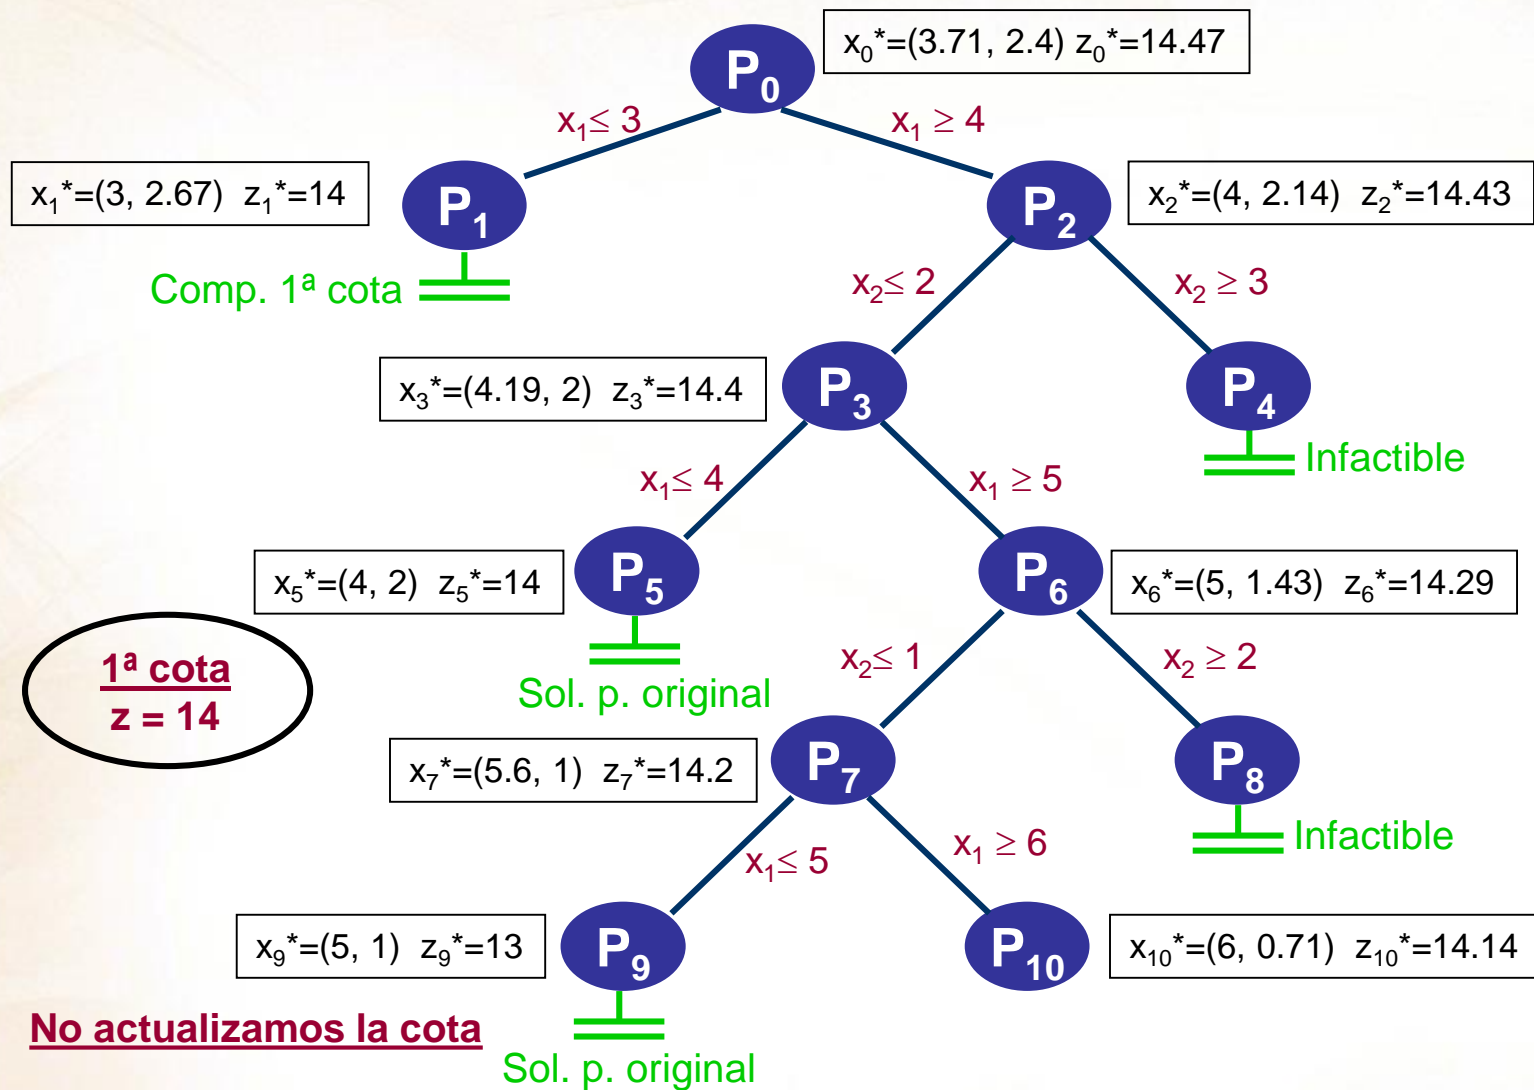 x₀*=(3.71, 2.4) z₀*=14.47
P₀
x₁≤ 3
x₁ ≥ 4
x₁*=(3, 2.67) z₁*=14
P₁
P₂
x₂*=(4, 2.14) z₂*=14.43
Comp. 1ª cota
x₂≤ 2
x₂ ≥ 3
x₃*=(4.19, 2) z₃*=14.4
P₃
P₄
Infactible
x₁≤ 4
x₁ ≥ 5
x₅*=(4, 2) z₅*=14
P₅
P₆
x₆*=(5, 1.43) z₆*=14.29
1ª cota
z = 14
Sol. p. original
x₂≤ 1
x₂ ≥ 2
x₇*=(5.6, 1) z₇*=14.2
P₇
P₈
Infactible
x₁≤ 5
x₁ ≥ 6
x₉*=(5, 1) z₉*=13
P₉
P₁₀
x₁₀*=(6, 0.71) z₁₀*=14.14
No actualizamos la cota
Sol. p. original